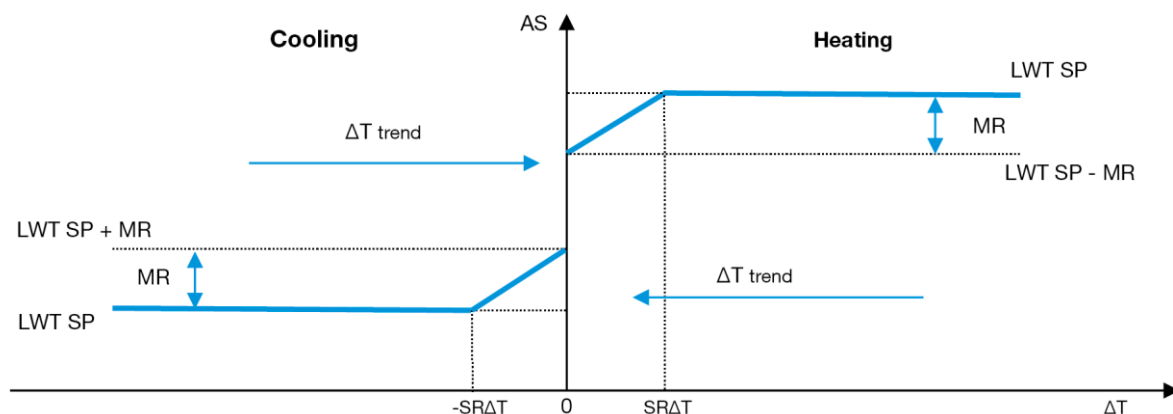 AS
Cooling
Heating
LWT SP
ΔT trend
MR
LWT SP - MR
LWT SP + MR
MR
ΔT trend
LWT SP
-SRΔT
0
SRΔT
ΔT